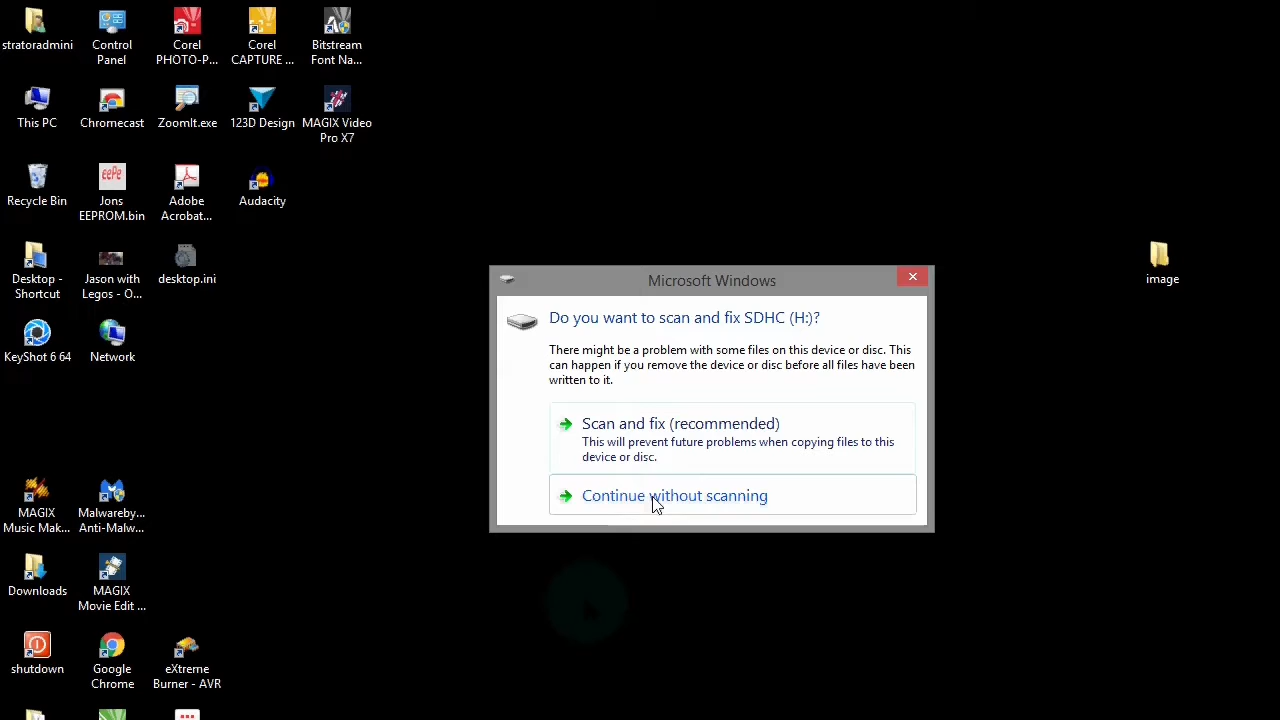 stratoradmini
Control
Panel
Corel
PHOTO-P...
Corel
CAPTURE ...
Bitstream
Font Na...
This PC
Chromecast
ZoomIt.exe
123D Design
MAGIX Video
Pro X7
Recycle Bin
eePe
Jons
EEPROM.bin
Adobe
Acrobat...
Audacity
Desktop -
Shortcut
Jason with
Legos - O...
desktop.ini
image
KeyShot 6 64
Network
Microsoft Windows
Do you want to scan and fix SDHC (H:)?
There might be a problem with some files on this device or disc. This
can happen if you remove the device or disc before all files have been
written to it.
Scan and fix (recommended)
This will prevent future problems when copying files to this
device or disc.
Continue without scanning
MAGIX
Music Mak...
Malwareby...
Anti-Malw...
Downloads
MAGIX
Movie Edit ...
shutdown
Google
Chrome
eXtreme
Burner - AVR